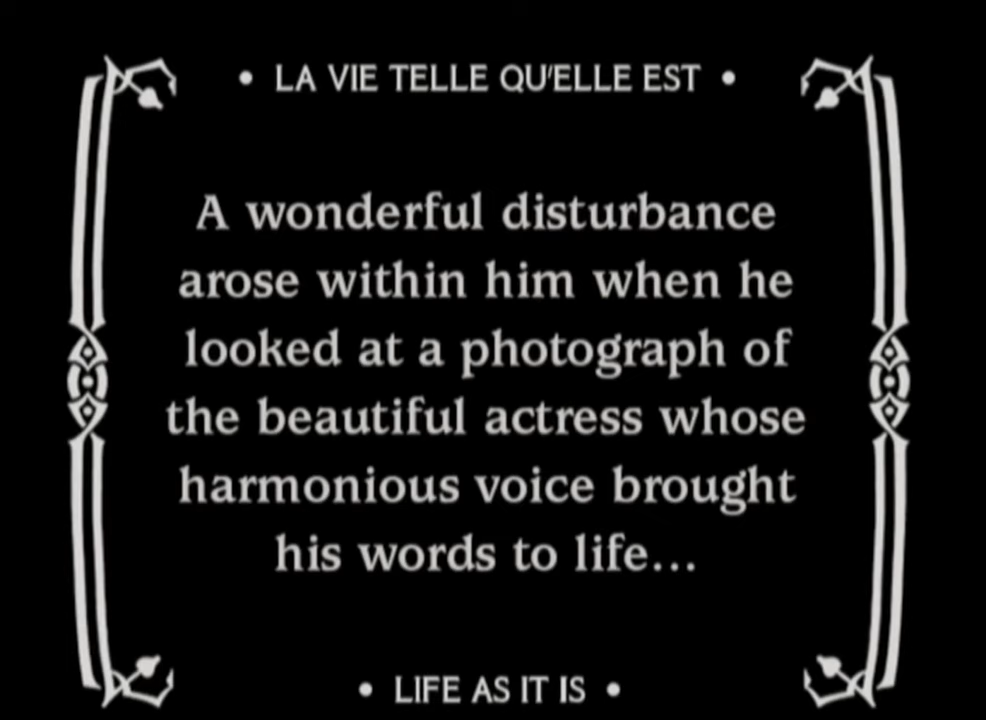 • LA VIE TELLE QU'ELLE EST •
A wonderful disturbance
arose within him when he
looked at a photograph of
the beautiful actress whose
harmonious voice brought
his words to life...
• LIFE AS IT IS •